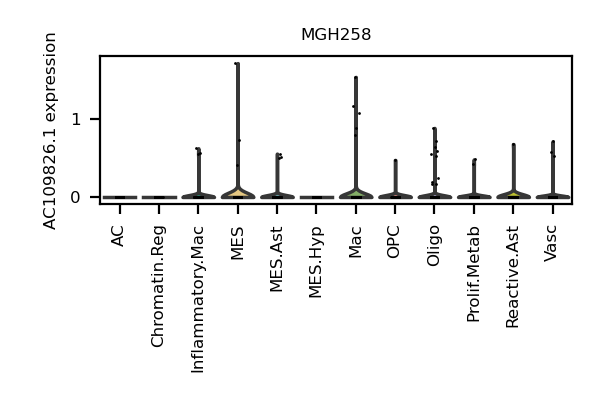 MGH258
AC109826.1 expression
1
0
AC
Chromatin.Reg
Inflammatory.Mac
MES
MES.Ast
MES.Hyp
Mac
OPC
Oligo
Prolif.Metab
Reactive.Ast
Vasc